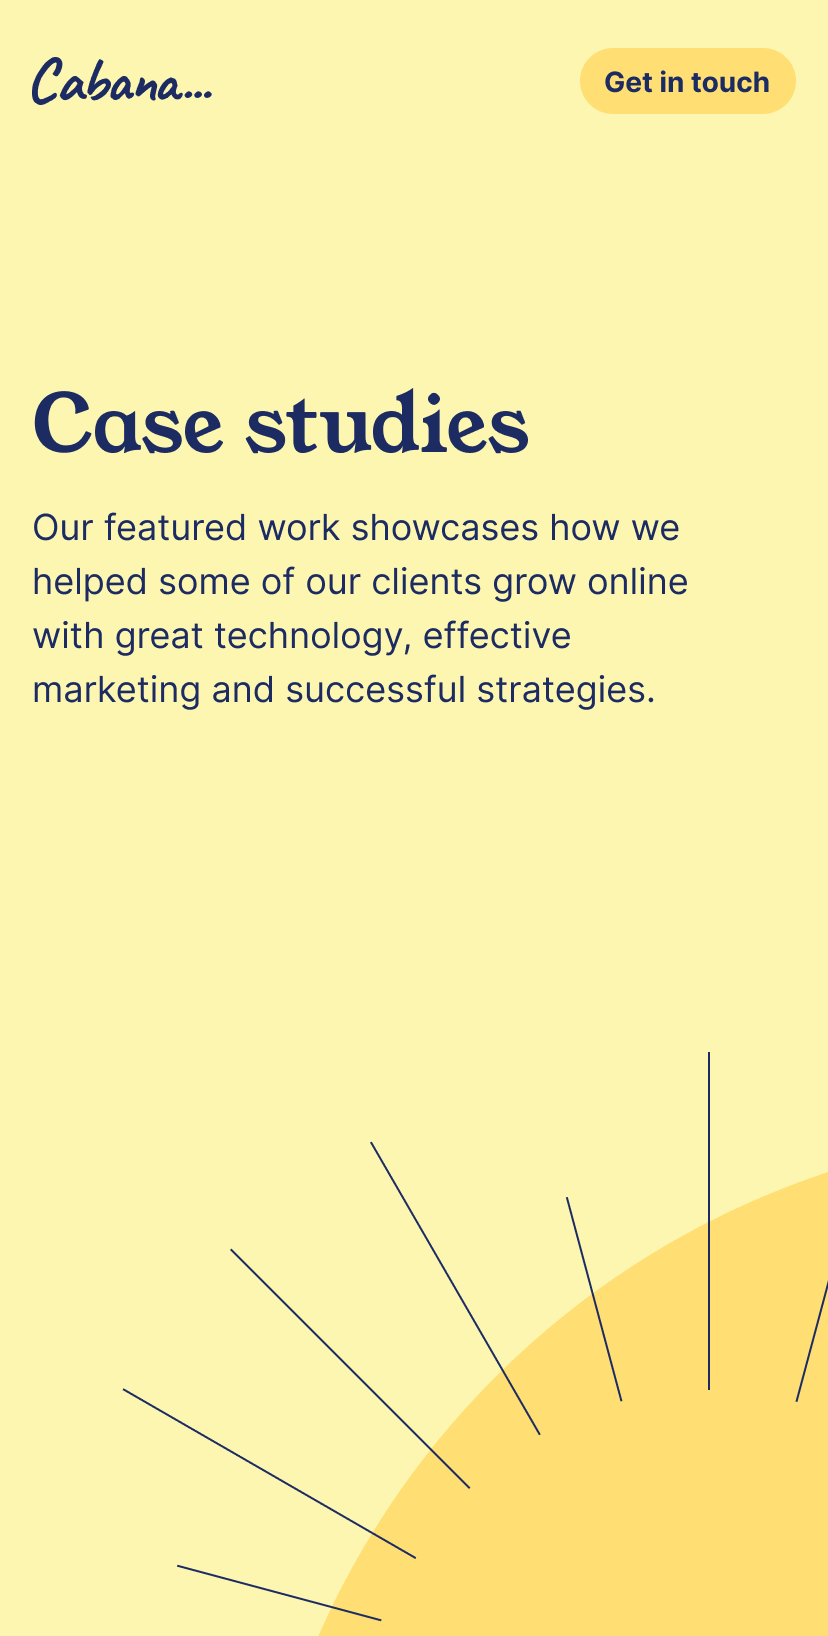 Cabana...
Get in touch
Case studies
Our featured work showcases how we
helped some of our clients grow online
with great technology, effective
marketing and successful strategies.